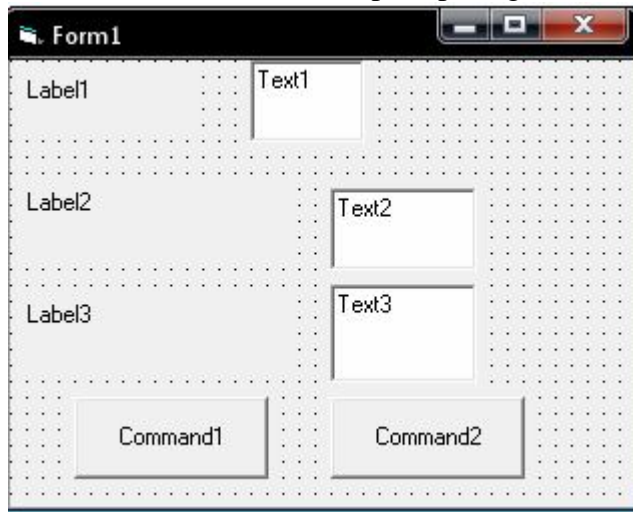 Form1
Label1 Text1
Label2 Text2
Label3 Text3
Command1 Command2